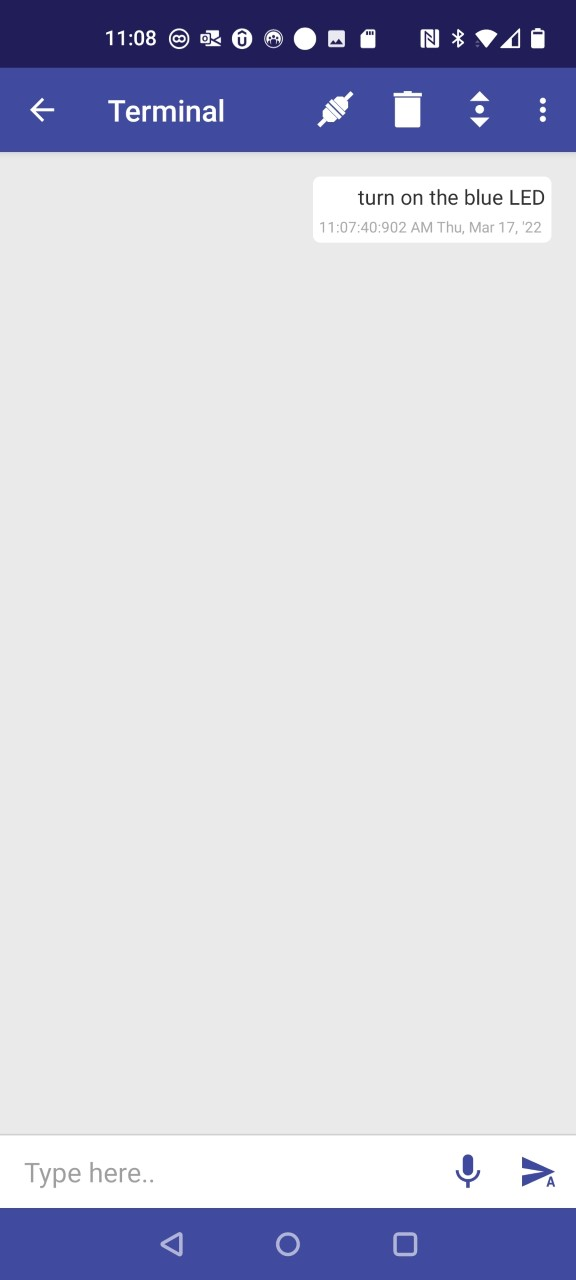 11:08
Terminal
turn on the blue LED
11:07:40:902 AM Thu, Mar 17, '22
Type here..
A